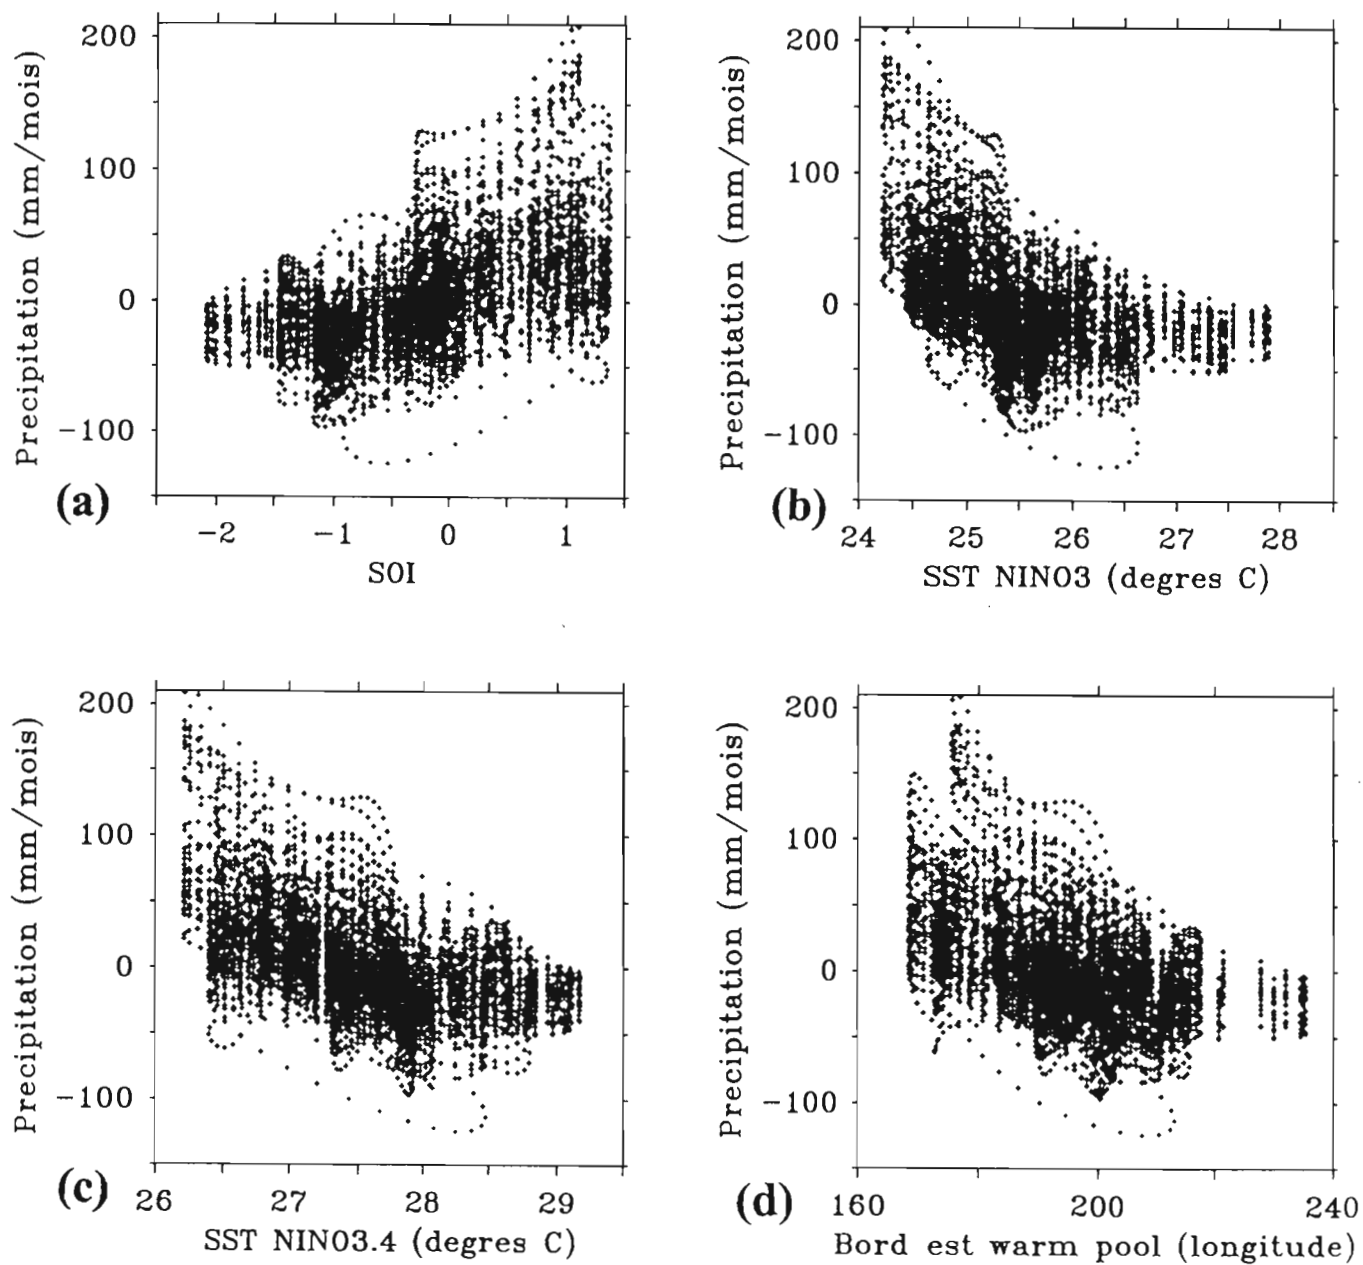 Precipitation (mm/mois)
200
100
0
−100
(a)
−2 −1 0 1
SOI
Precipitation (mm/mois)
200
100
0
−100
(b)
24 25 26 27 28
SST NINO3 (degres C)
Precipitation (mm/mois)
200
100
0
−100
(c)
26 27 28 29
SST NINO3.4 (degres C)
Precipitation (mm/mois)
200
100
0
−100
(d)
160 200 240
Bord est warm pool (longitude)